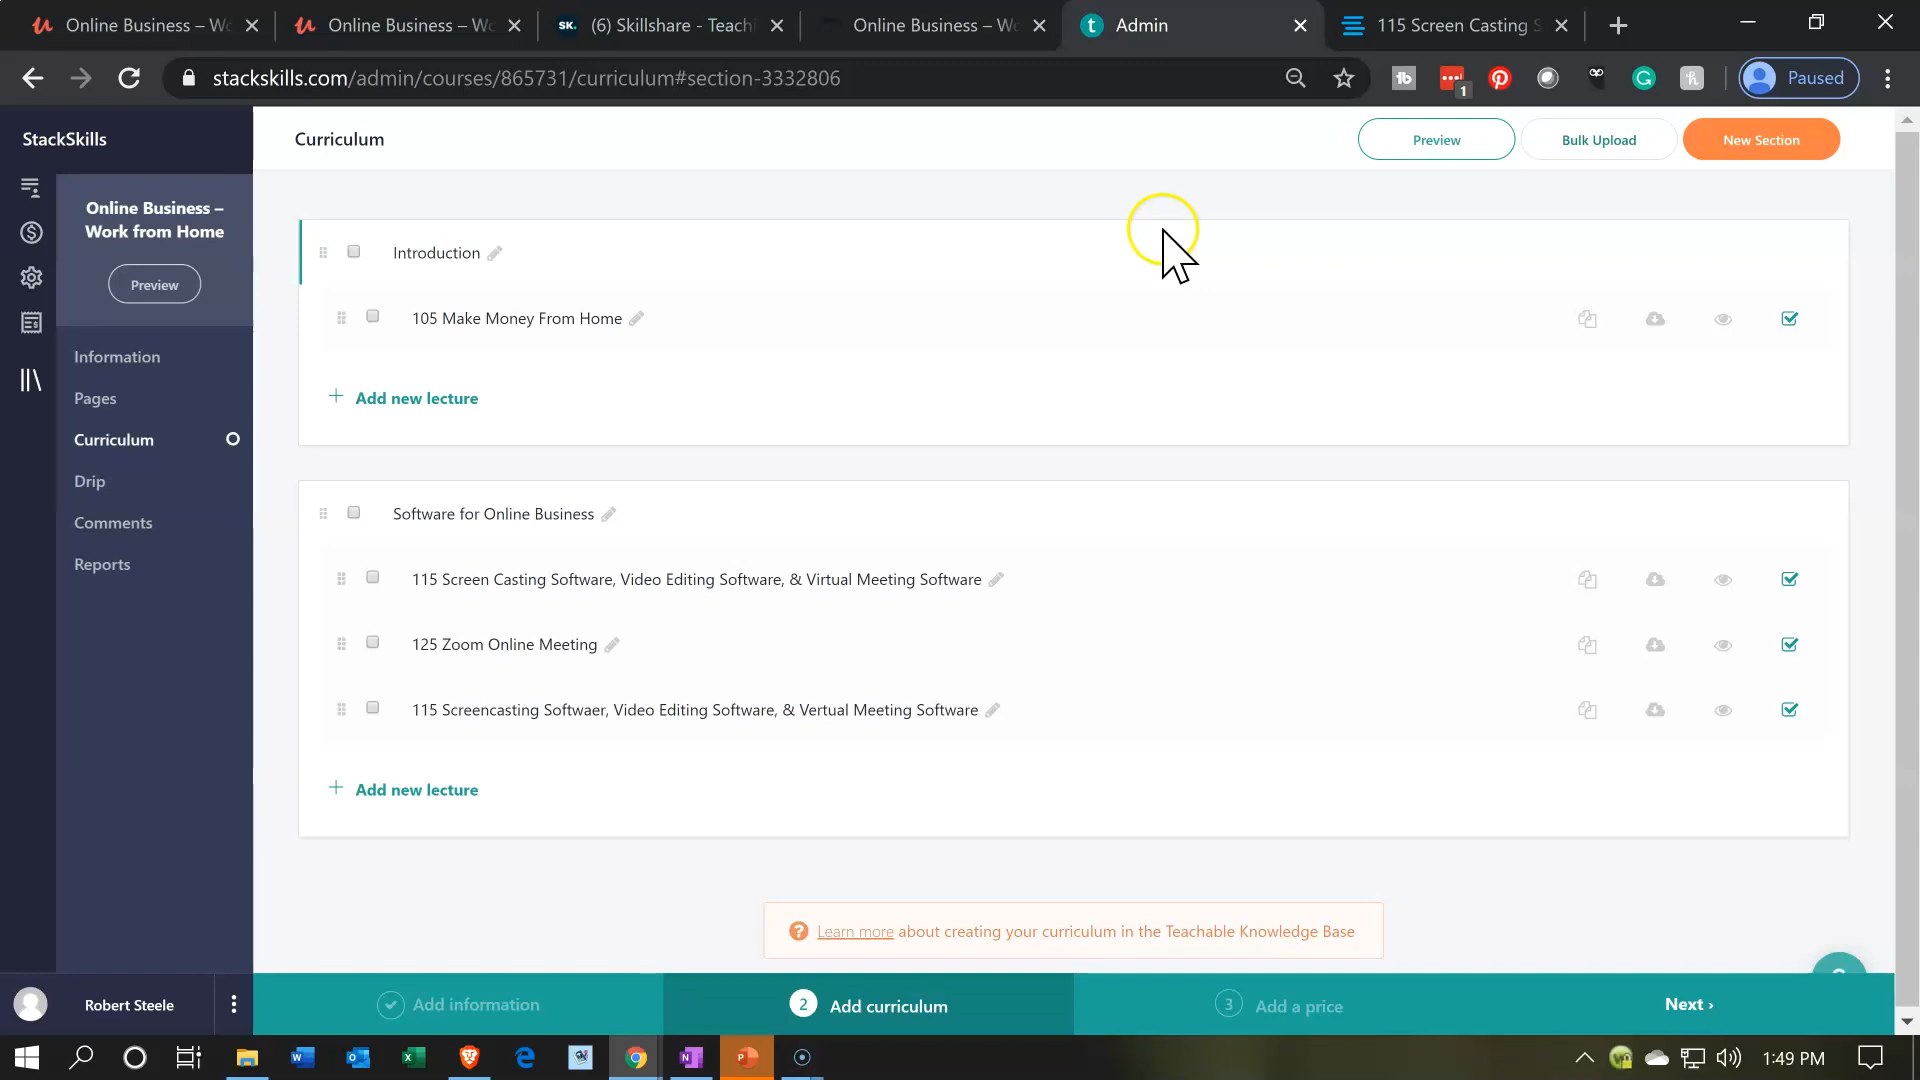 Online Business – Wo
Online Business – Wo
SK.
(6) Skillshare - Teach
Online Business – Wo
t
Admin
115 Screen Casting S
stackskills.com/admin/courses/865731/curriculum#section-3332806
1
Paused
StackSkills
Curriculum
Preview
Bulk Upload
New Section
Online Business –
Work from Home
Preview
Information
Pages
Curriculum
Drip
Comments
Reports
Introduction
105 Make Money From Home
Add new lecture
Software for Online Business
115 Screen Casting Software, Video Editing Software, & Virtual Meeting Software
125 Zoom Online Meeting
115 Screencasting Softwaer, Video Editing Software, & Vertual Meeting Software
Add new lecture
Learn more about creating your curriculum in the Teachable Knowledge Base
Robert Steele
Add information
2 Add curriculum
3 Add a price
Next ›
1:49 PM